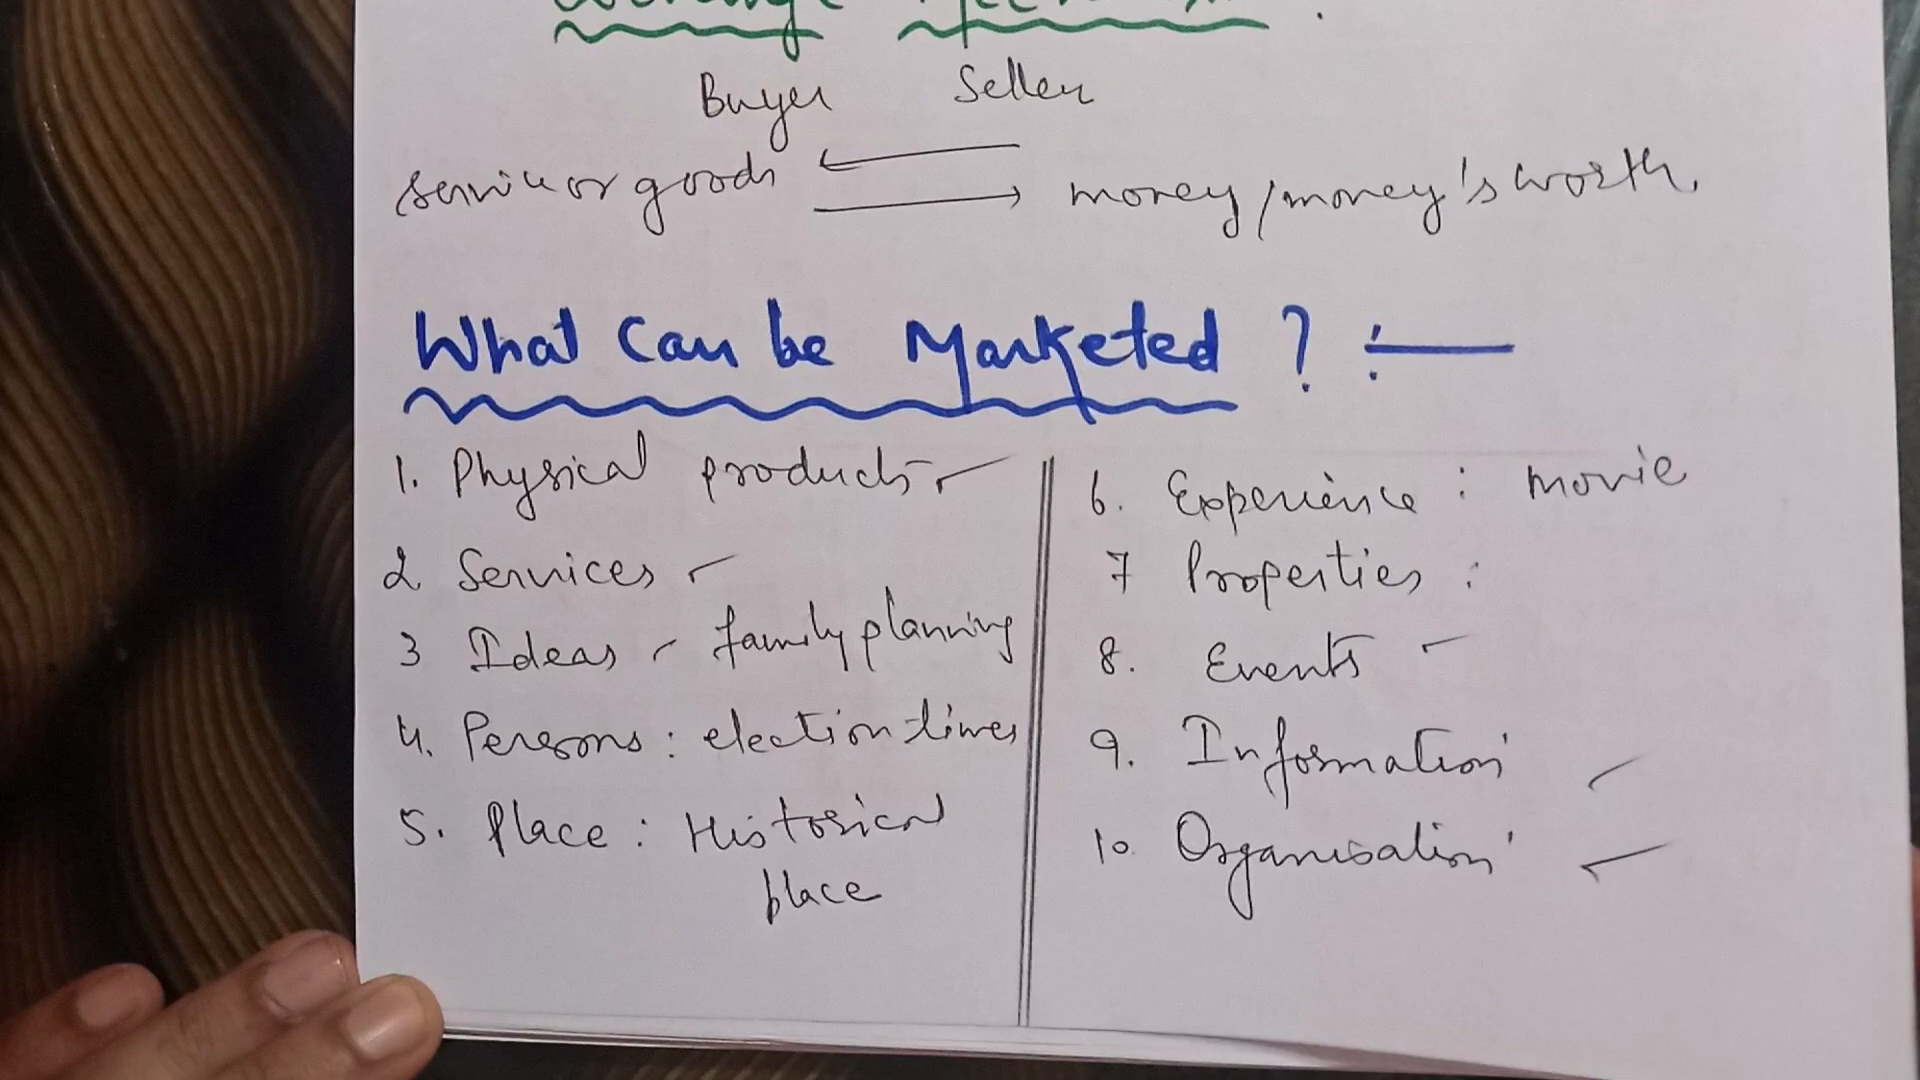 Exchange Mechanism :
Buyer Seller
service or goods money/money's worth.
What Can be Marketed ? :—
1. Physical products
2 Services
3 Ideas - family planning
4. Persons : election times
5. Place : Historical
place
6. Experience : movie
7 Properties :
8. Events
9. Information
10. Organisation